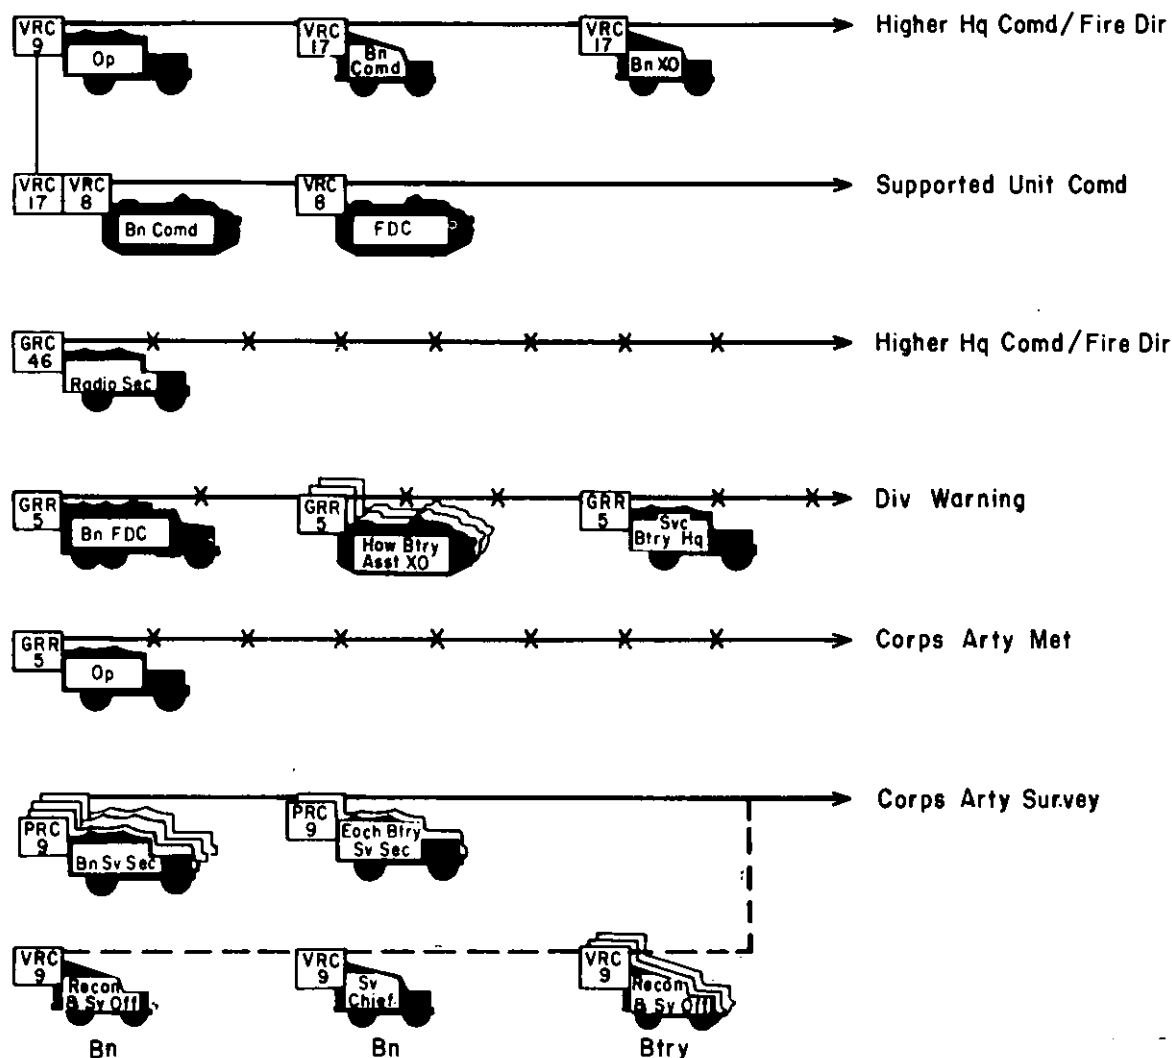 VRC 9
Op
VRC 17
Bn Comd
VRC 17
Bn XO
Higher Hq Comd/Fire Dir
VRC 17
VRC 8
Bn Comd
VRC 8
FDC
Supported Unit Comd
GRC 46
Radio Sec
Higher Hq Comd/Fire Dir
GRR 5
Bn FDC
GRR 5
How Btry Asst XO
GRR 5
Svc Btry Hq
Div Warning
GRR 5
Op
Corps Arty Met
PRC 9
Bn Sv Sec
PRC 9
Each Btry Sv Sec
Corps Arty Survey
VRC 9
Recon & Sv Off
VRC 9
Sv Chief
VRC 9
Recon & Sv Off
Bn
Bn
Btry